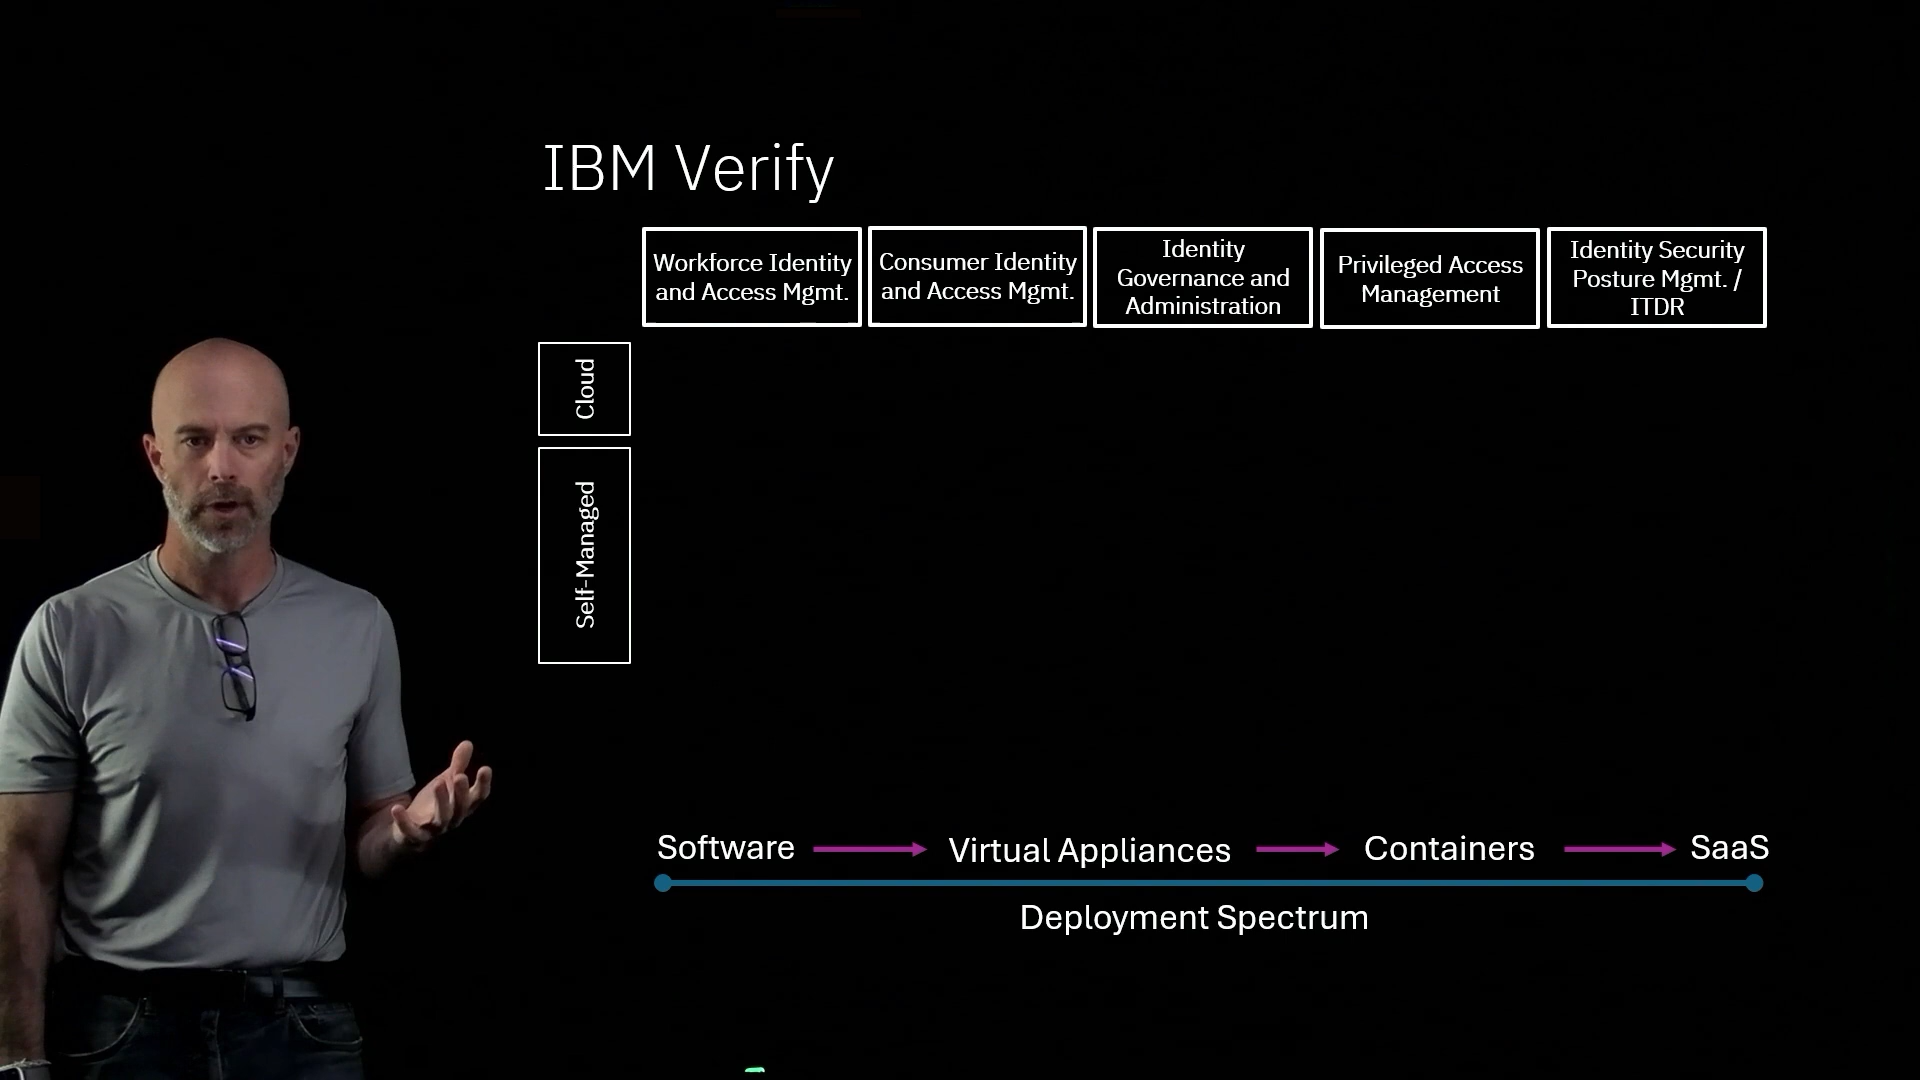 IBM Verify
Workforce Identity
and Access Mgmt.
Consumer Identity
and Access Mgmt.
Identity
Governance and
Administration
Privileged Access
Management
Identity Security
Posture Mgmt. /
ITDR
Cloud
Self-Managed
Software
Virtual Appliances
Containers
SaaS
Deployment Spectrum